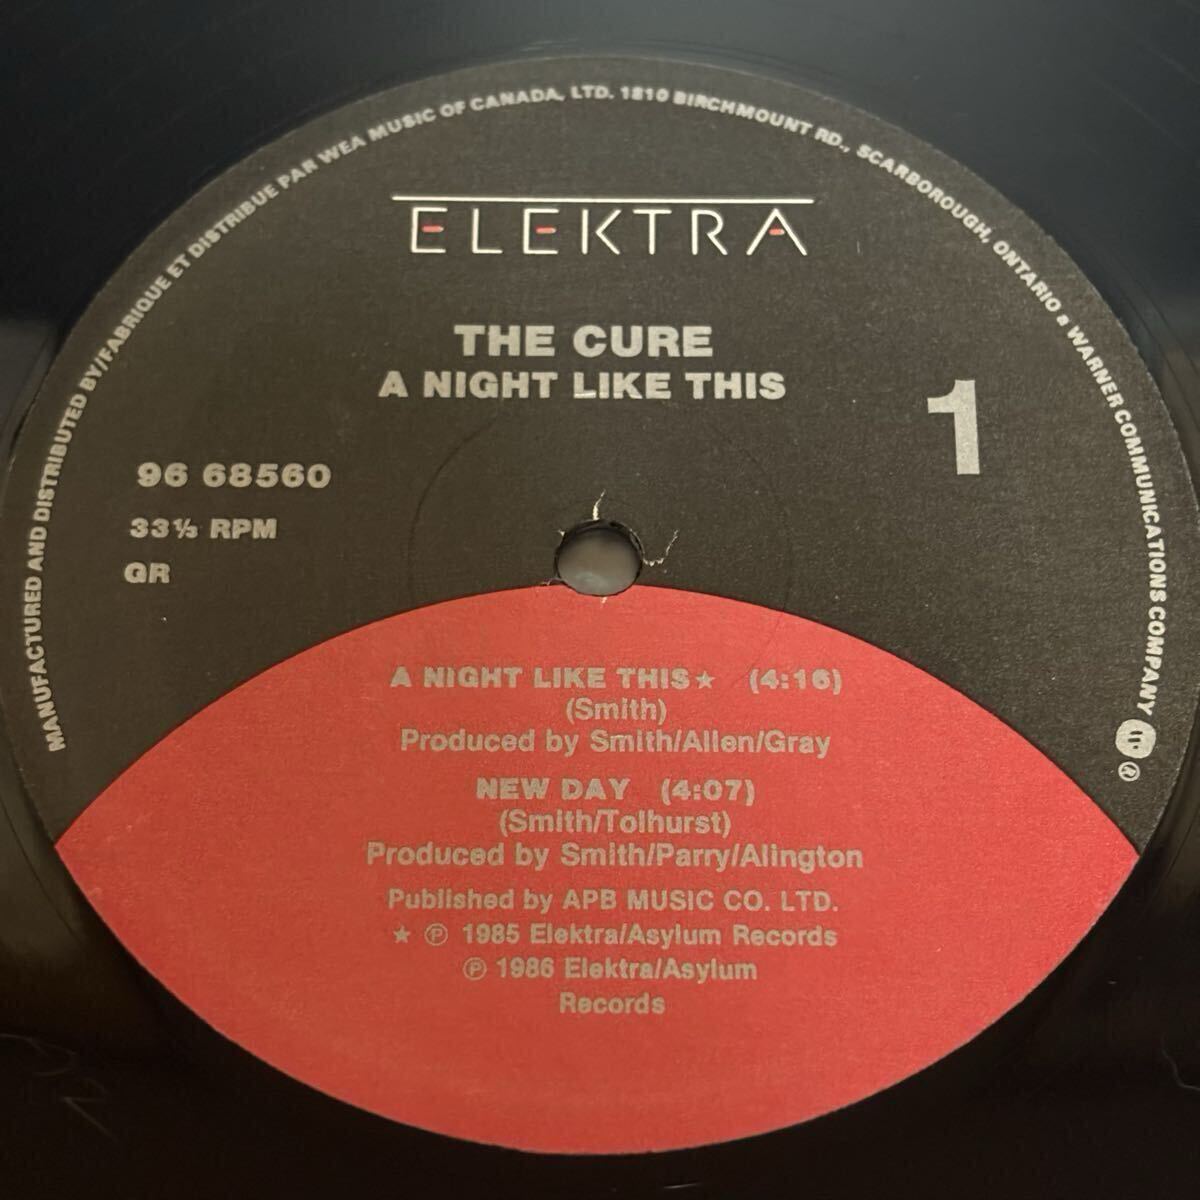 MANUFACTURED AND DISTRIBUTED BY/FABRIQUE ET DISTRIBUE PAR WEA MUSIC OF CANADA, LTD. 1810 BIRCHMOUNT RD., SCARBOROUGH, ONTARIO a WARNER COMMUNICATIONS COMPANY ®
ELEKTRA
THE CURE
A NIGHT LIKE THIS
1
96 68560
33⅓ RPM
GR
A NIGHT LIKE THIS★ (4:16)
(Smith)
Produced by Smith/Allen/Gray
NEW DAY (4:07)
(Smith/Tolhurst)
Produced by Smith/Parry/Alington
Published by APB MUSIC CO. LTD.
★ ℗ 1985 Elektra/Asylum Records
℗ 1986 Elektra/Asylum
Records